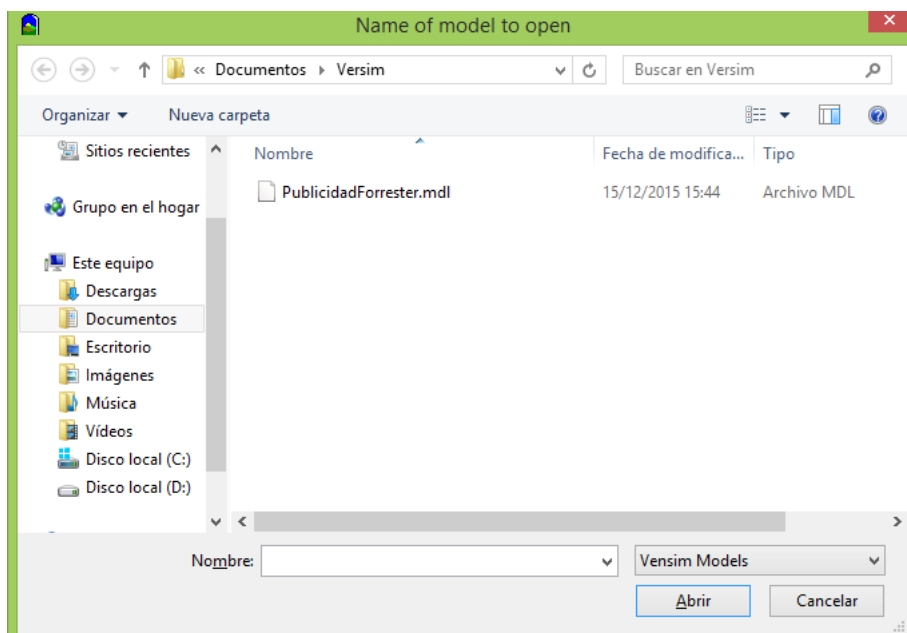 Name of model to open
« Documentos Versim
Buscar en Versim
Organizar Nueva carpeta
Sitios recientes
Grupo en el hogar
Este equipo
Descargas
Documentos
Escritorio
Imágenes
Música
Vídeos
Disco local (C:)
Disco local (D:)
Nombre Fecha de modifica... Tipo
PublicidadForrester.mdl 15/12/2015 15:44 Archivo MDL
Nombre: Vensim Models
Abrir Cancelar